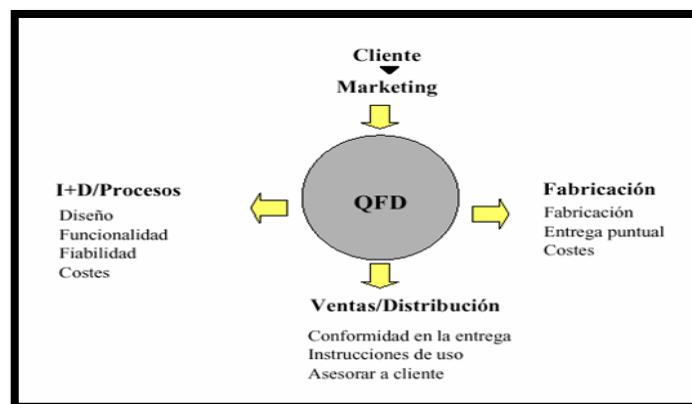 Cliente
Marketing
QFD
I+D/Procesos
Diseño
Funcionalidad
Fiabilidad
Costes
Fabricación
Fabricación
Entrega puntual
Costes
Ventas/Distribución
Conformidad en la entrega
Instrucciones de uso
Asesorar a cliente